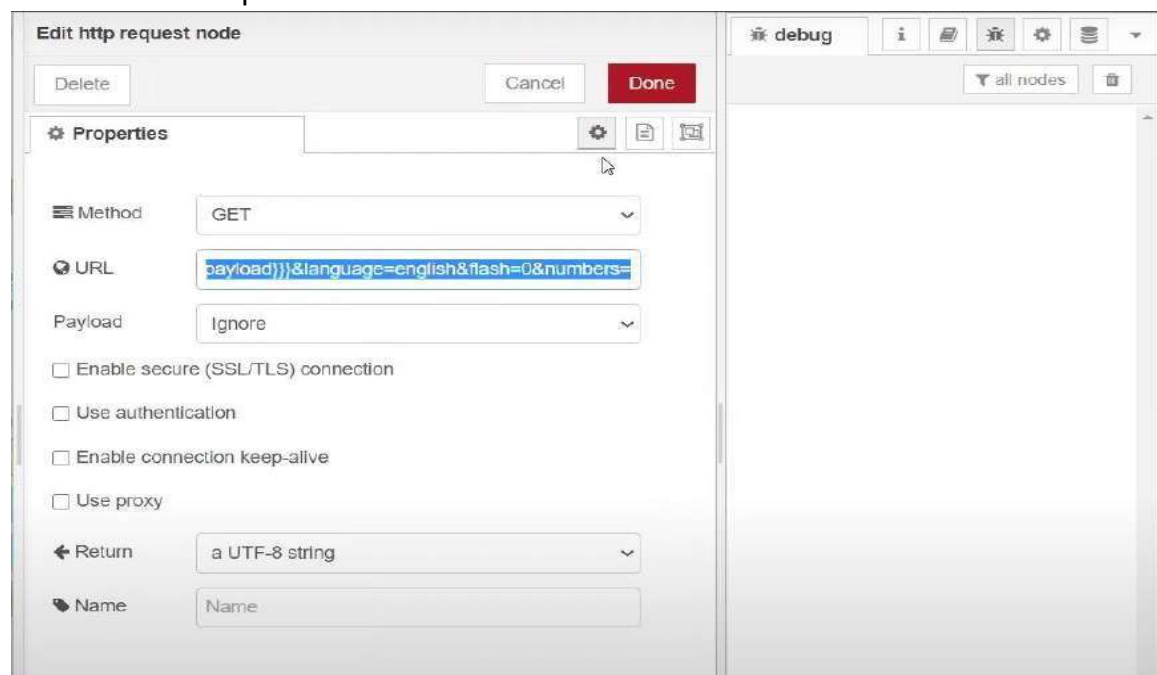 Edit http request node
debug
i
Delete
Cancel
Done
all nodes
Properties
Method
GET
URL
payload}}}&language=english&flash=0&numbers=
Payload
Ignore
Enable secure (SSL/TLS) connection
Use authentication
Enable connection keep-alive
Use proxy
Return
a UTF-8 string
Name
Name